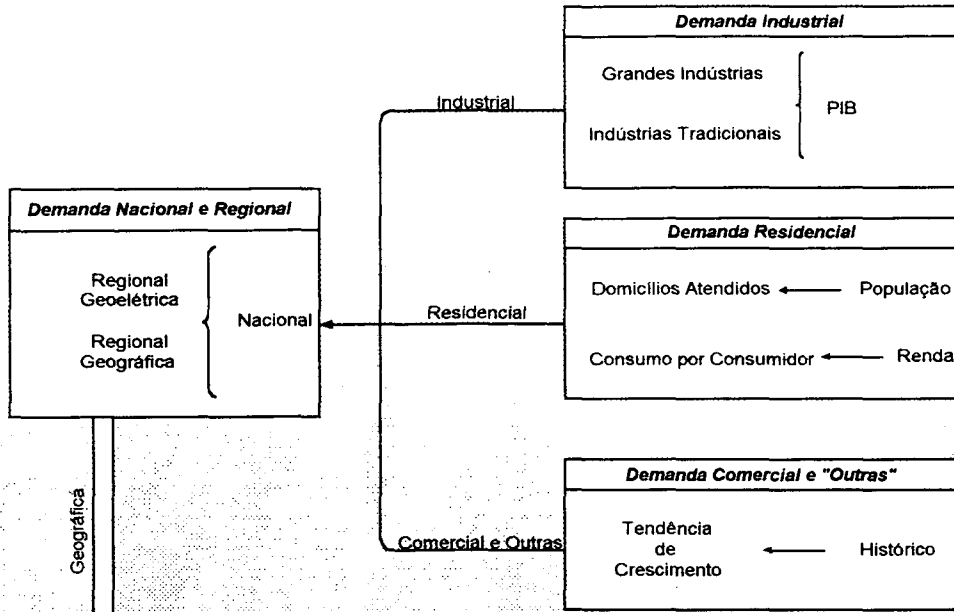 Demanda Industrial
Grandes Indústrias
Indústrias Tradicionais
PIB
Industrial
Demanda Nacional e Regional
Regional
Geoelétrica
Regional
Geográfica
Nacional
Residencial
Demanda Residencial
Domicílios Atendidos
População
Consumo por Consumidor
Renda
Geográfica
Comercial e Outras
Demanda Comercial e "Outras"
Tendência
de
Crescimento
Histórico